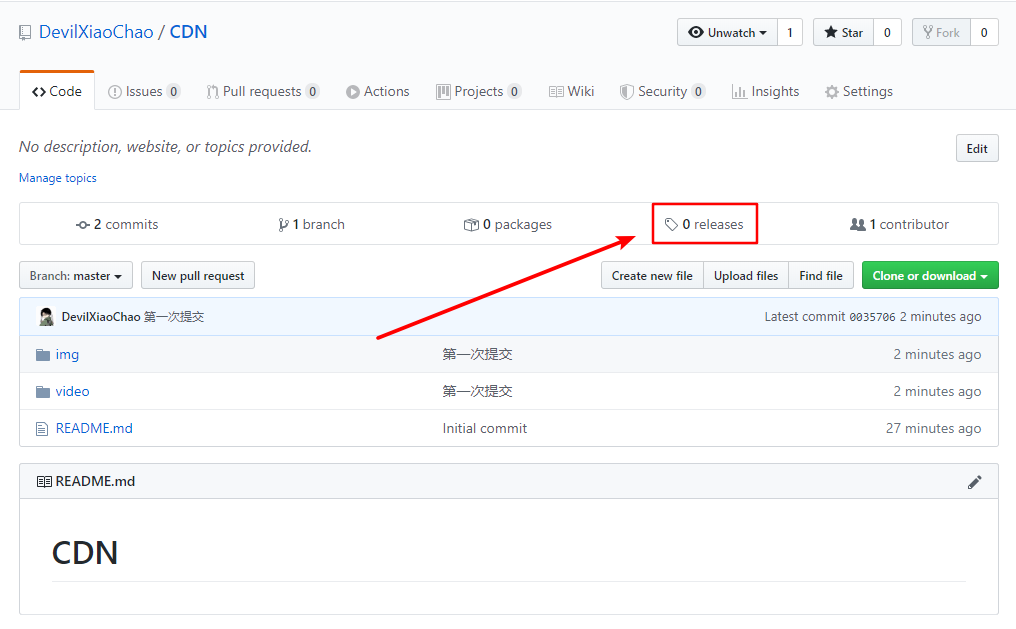 DevilXiaoChao / CDN Unwatch 1 Star 0 Fork 0
Code Issues 0 Pull requests 0 Actions Projects 0 Wiki Security 0 Insights Settings
No description, website, or topics provided. Edit
Manage topics
2 commits 1 branch 0 packages 0 releases 1 contributor
Branch: master New pull request Create new file Upload files Find file Clone or download
DevilXiaoChao 第一次提交 Latest commit 0035706 2 minutes ago
img 第一次提交 2 minutes ago
video 第一次提交 2 minutes ago
README.md Initial commit 27 minutes ago
README.md
CDN